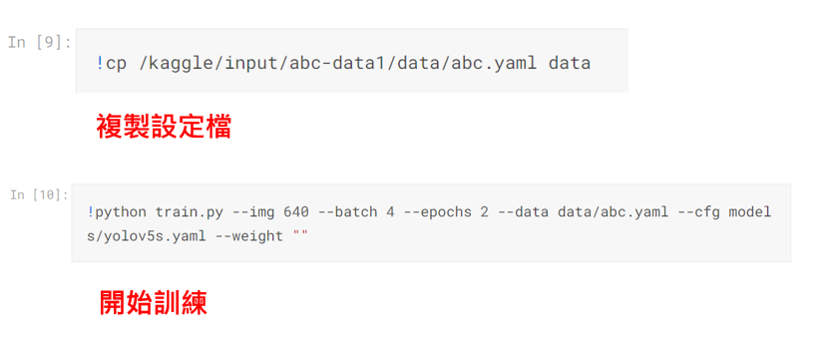 In [9]:
!cp /kaggle/input/abc-data1/data/abc.yaml data
複製設定檔
In [10]:
!python train.py --img 640 --batch 4 --epochs 2 --data data/abc.yaml --cfg model
s/yolov5s.yaml --weight ""
開始訓練